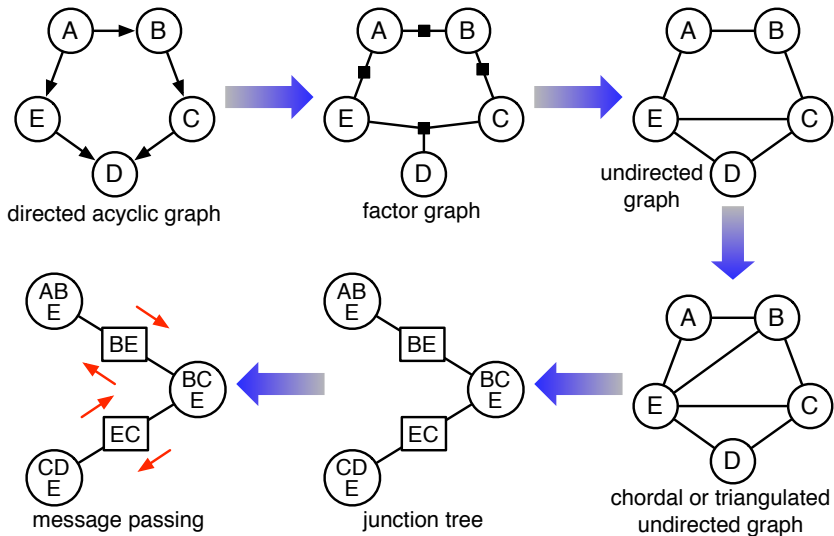 A B
E C
D
directed acyclic graph
A B
E C
D
factor graph
A B
E C
D
undirected
graph
AB
E
BE
BC
E
EC
CD
E
message passing
AB
E
BE
BC
E
EC
CD
E
junction tree
A B
E C
D
chordal or triangulated
undirected graph